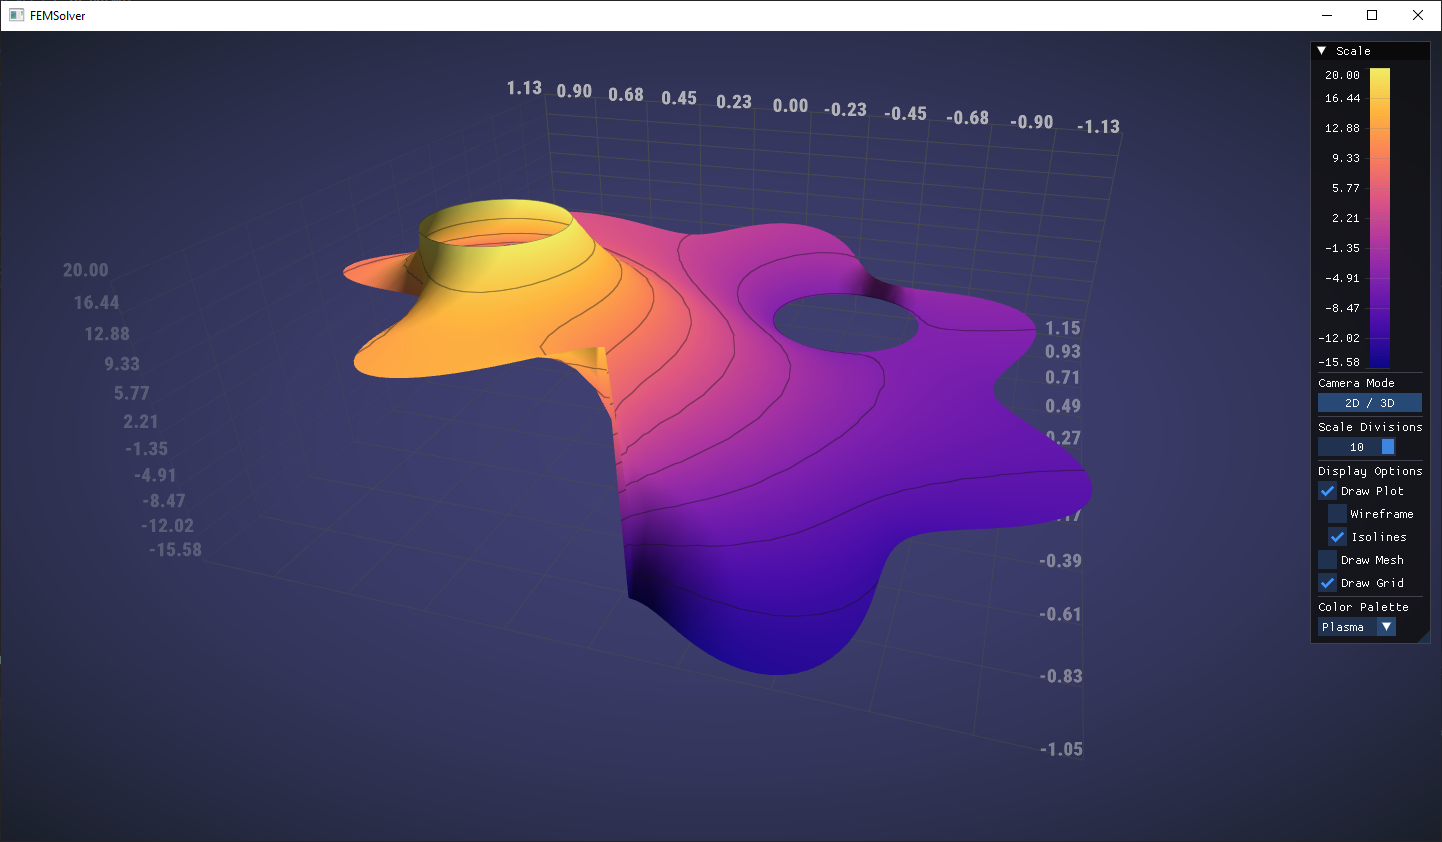 FEMSolver
1.13 0.90 0.68 0.45 0.23 0.00 -0.23 -0.45 -0.68 -0.90 -1.13
20.00
16.44
12.88
9.33
5.77
2.21
-1.35
-4.91
-8.47
-12.02
-15.58
1.15
0.93
0.71
0.49
0.27
-0.39
-0.61
-0.83
-1.05
Scale
20.00
16.44
12.88
9.33
5.77
2.21
-1.35
-4.91
-8.47
-12.02
-15.58
Camera Mode
2D / 3D
Scale Divisions
10
Display Options
Draw Plot
Wireframe
Isolines
Draw Mesh
Draw Grid
Color Palette
Plasma